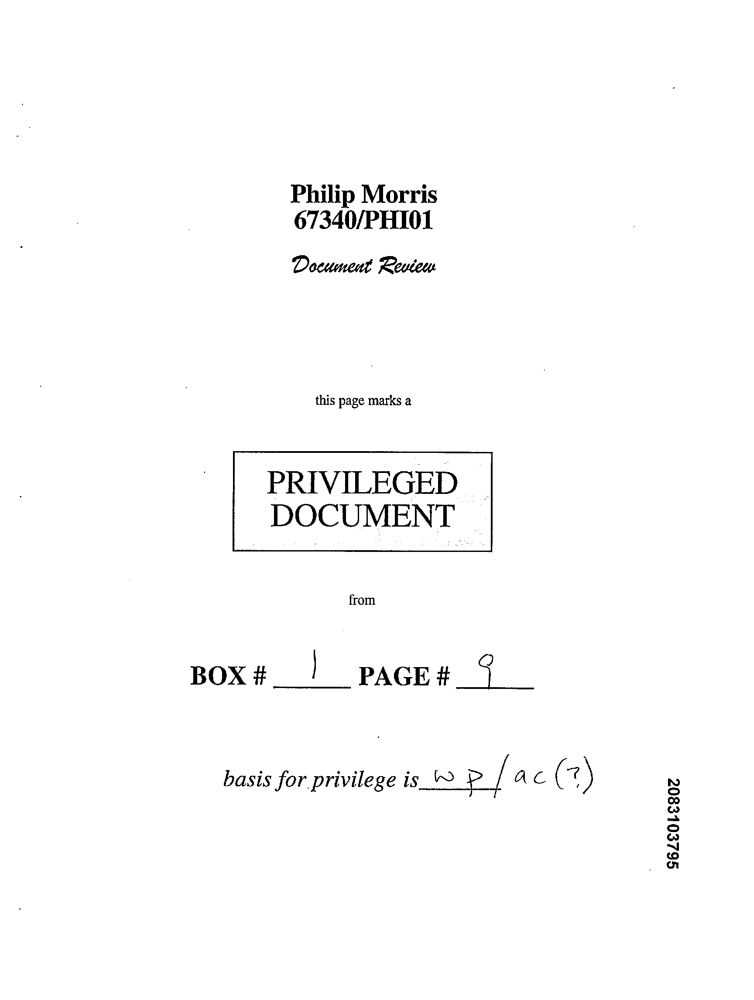 Philip Morris
67340/PHI01
Document Review
this page marks a
PRIVILEGED
DOCUMENT
from
BOX # 1 PAGE # 9
basis for privilege is wp/ac(?)
2083103795